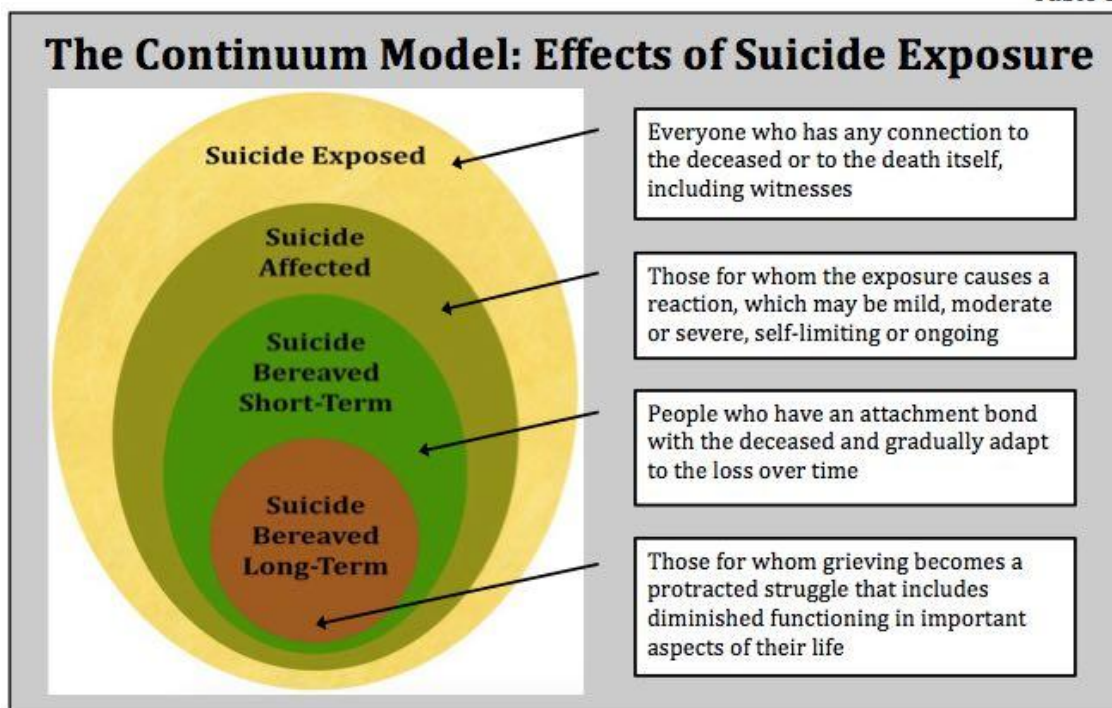 The Continuum Model: Effects of Suicide Exposure
Suicide Exposed
Everyone who has any connection to
the deceased or to the death itself,
including witnesses
Suicide
Affected
Those for whom the exposure causes a
reaction, which may be mild, moderate
or severe, self-limiting or ongoing
Suicide
Bereaved
Short-Term
People who have an attachment bond
with the deceased and gradually adapt
to the loss over time
Suicide
Bereaved
Long-Term
Those for whom grieving becomes a
protracted struggle that includes
diminished functioning in important
aspects of their life